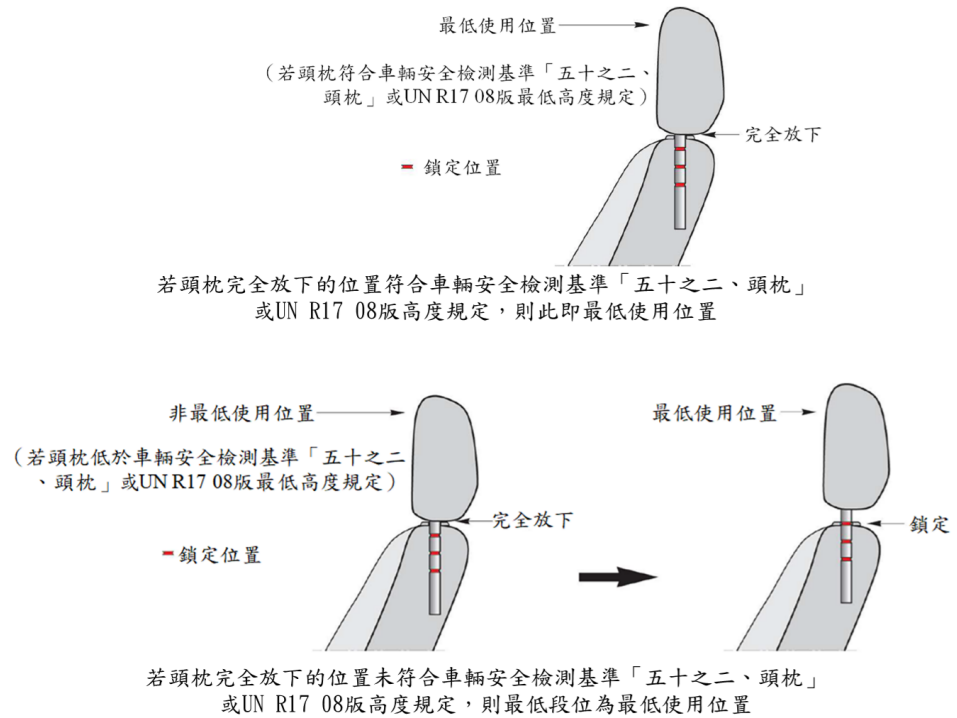 最低使用位置
（若頭枕符合車輛安全檢測基準「五十之二、
頭枕」或UN R17 08版最低高度規定）
完全放下
鎖定位置
若頭枕完全放下的位置符合車輛安全檢測基準「五十之二、頭枕」
或UN R17 08版高度規定，則此即最低使用位置
非最低使用位置
（若頭枕低於車輛安全檢測基準「五十之二
、頭枕」或UN R17 08版最低高度規定）
完全放下
鎖定位置
最低使用位置
鎖定
若頭枕完全放下的位置未符合車輛安全檢測基準「五十之二、頭枕」
或UN R17 08版高度規定，則最低段位為最低使用位置